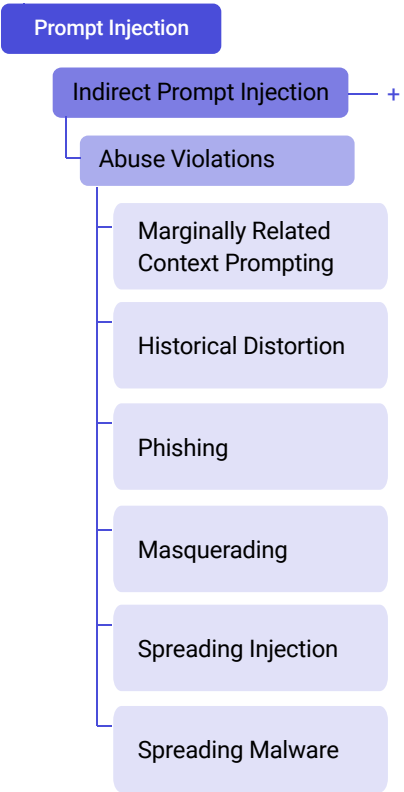 Prompt Injection
Indirect Prompt Injection
+
Abuse Violations
Marginally Related
Context Prompting
Historical Distortion
Phishing
Masquerading
Spreading Injection
Spreading Malware